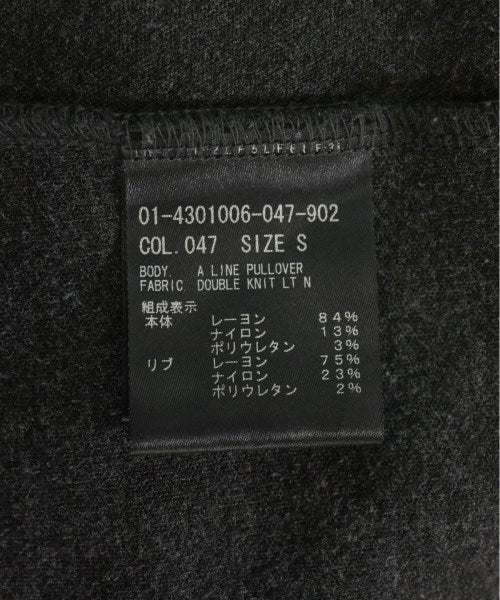 01-4301006-047-902
COL.047 SIZE S
BODY. A LINE PULLOVER
FABRIC. DOUBLE KNIT LT N
組成表示
本体 レーヨン 84%
ナイロン 13%
ポリウレタン 3%
リブ レーヨン 75%
ナイロン 23%
ポリウレタン 2%